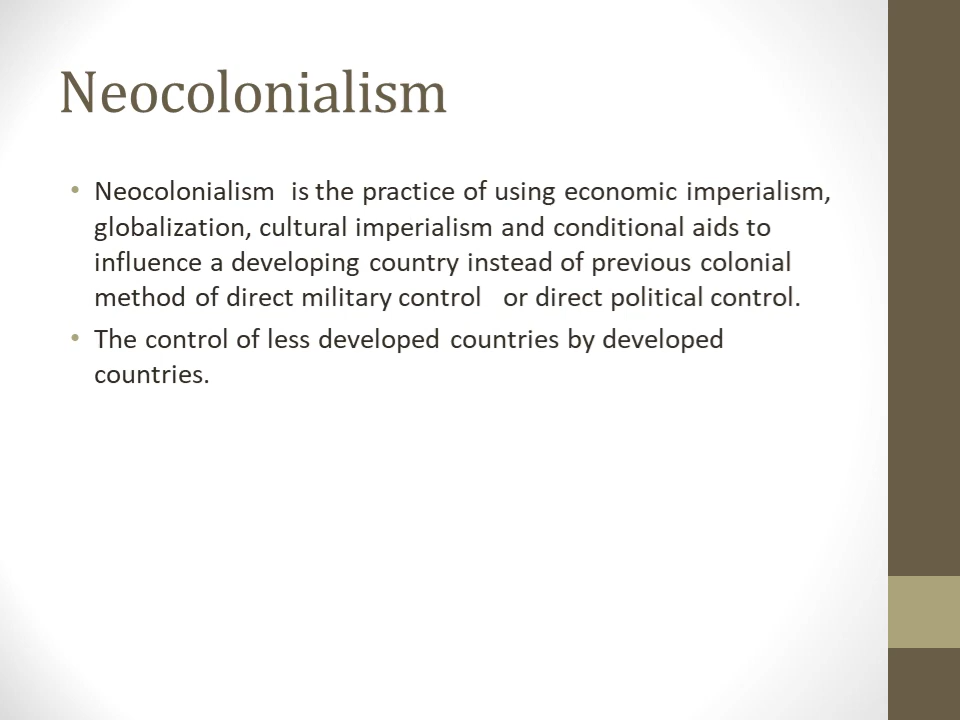 Neocolonialism
• Neocolonialism is the practice of using economic imperialism,
globalization, cultural imperialism and conditional aids to
influence a developing country instead of previous colonial
method of direct military control or direct political control.
• The control of less developed countries by developed
countries.